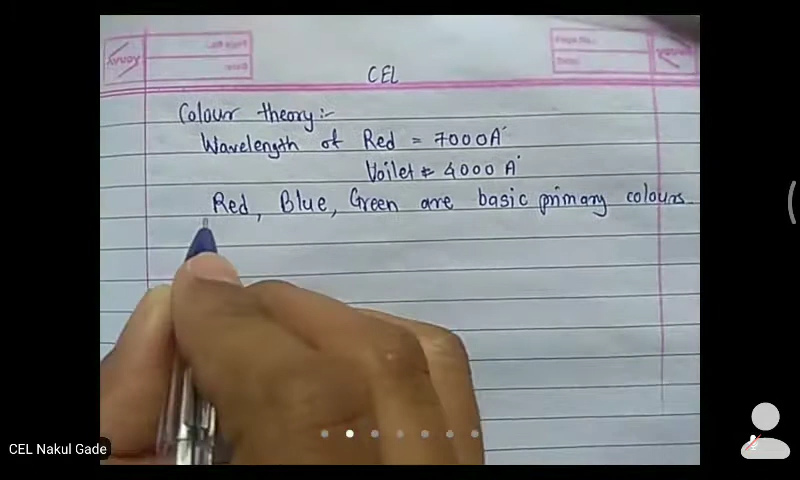 CEL
Colour theory:-
Wavelength of Red = 7000A°
Voilet = 4000 A°
Red, Blue, Green are basic primary colours
CEL Nakul Gade